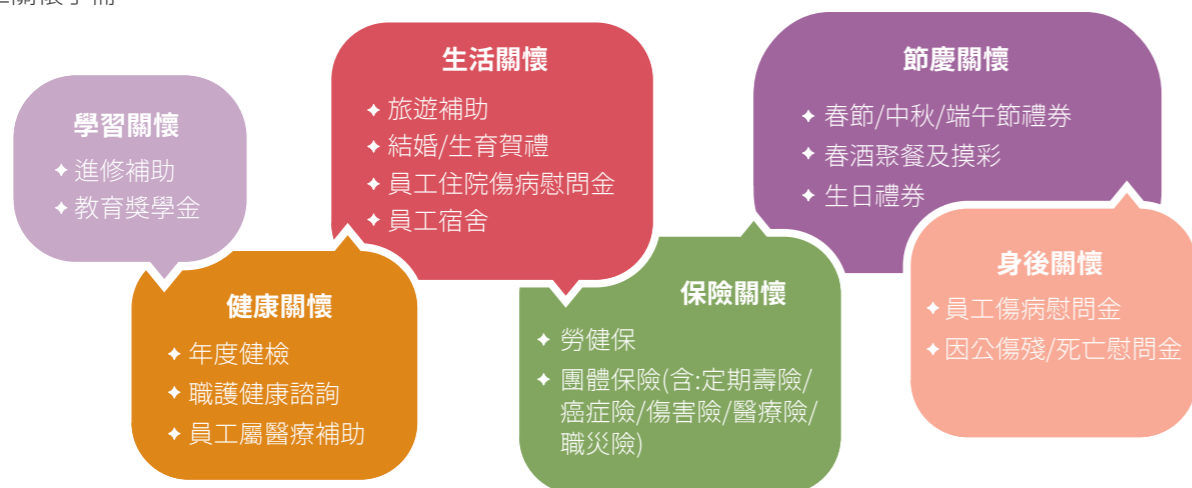 學習關懷
✦ 進修補助
✦ 教育獎學金
生活關懷
✦ 旅遊補助
✦ 結婚/生育賀禮
✦ 員工住院傷病慰問金
✦ 員工宿舍
節慶關懷
✦ 春節/中秋/端午節禮券
✦ 春酒聚餐及摸彩
✦ 生日禮券
健康關懷
✦ 年度健檢
✦ 職護健康諮詢
✦ 員工屬醫療補助
保險關懷
✦ 勞健保
✦ 團體保險(含:定期壽險/
癌症險/傷害險/醫療險/
職災險)
身後關懷
✦ 員工傷病慰問金
✦ 因公傷殘/死亡慰問金